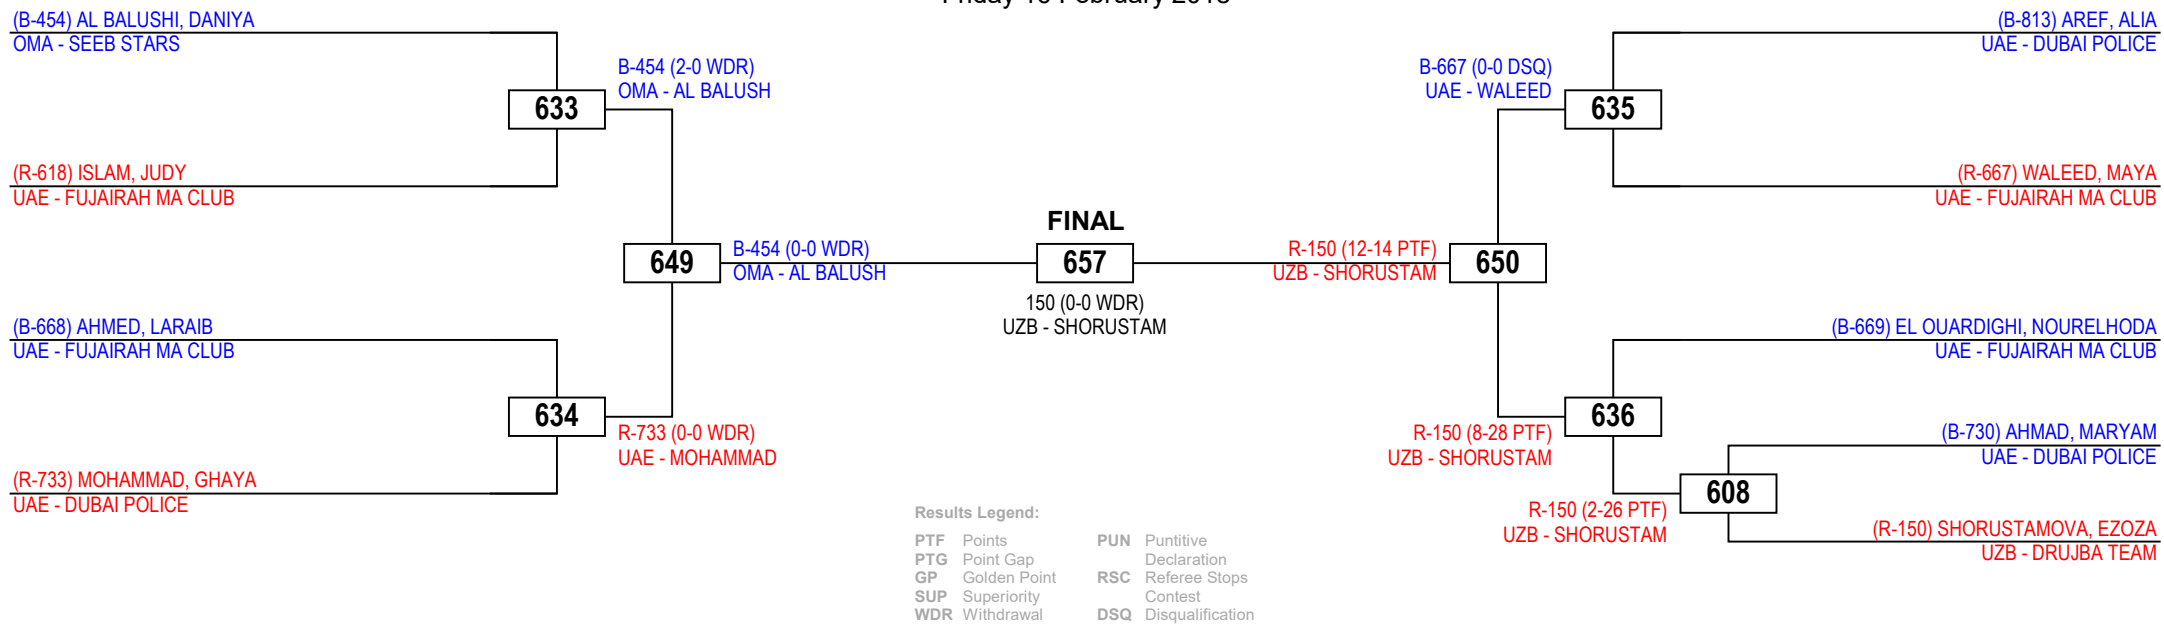 (B-454) AL BALUSHI, DANIYA
OMA - SEEB STARS
B-454 (2-0 WDR)
OMA - AL BALUSH
633
(R-618) ISLAM, JUDY
UAE - FUJAIRAH MA CLUB
649
B-454 (0-0 WDR)
OMA - AL BALUSH
(B-668) AHMED, LARAIB
UAE - FUJAIRAH MA CLUB
634
R-733 (0-0 WDR)
UAE - MOHAMMAD
(R-733) MOHAMMAD, GHAYA
UAE - DUBAI POLICE
FINAL
657
150 (0-0 WDR)
UZB - SHORUSTAM
(B-813) AREF, ALIA
UAE - DUBAI POLICE
B-667 (0-0 DSQ)
UAE - WALEED
635
(R-667) WALEED, MAYA
UAE - FUJAIRAH MA CLUB
R-150 (12-14 PTF)
UZB - SHORUSTAM
650
(B-669) EL OUARDIGHI, NOURELHODA
UAE - FUJAIRAH MA CLUB
636
R-150 (8-28 PTF)
UZB - SHORUSTAM
(B-730) AHMAD, MARYAM
UAE - DUBAI POLICE
608
R-150 (2-26 PTF)
UZB - SHORUSTAM
(R-150) SHORUSTAMOVA, EZOZA
UZB - DRUJBA TEAM
Results Legend:
PTF Points
PTG Point Gap
GP Golden Point
SUP Superiority
WDR Withdrawal
PUN Puntitive
Declaration
RSC Referee Stops
Contest
DSQ Disqualification